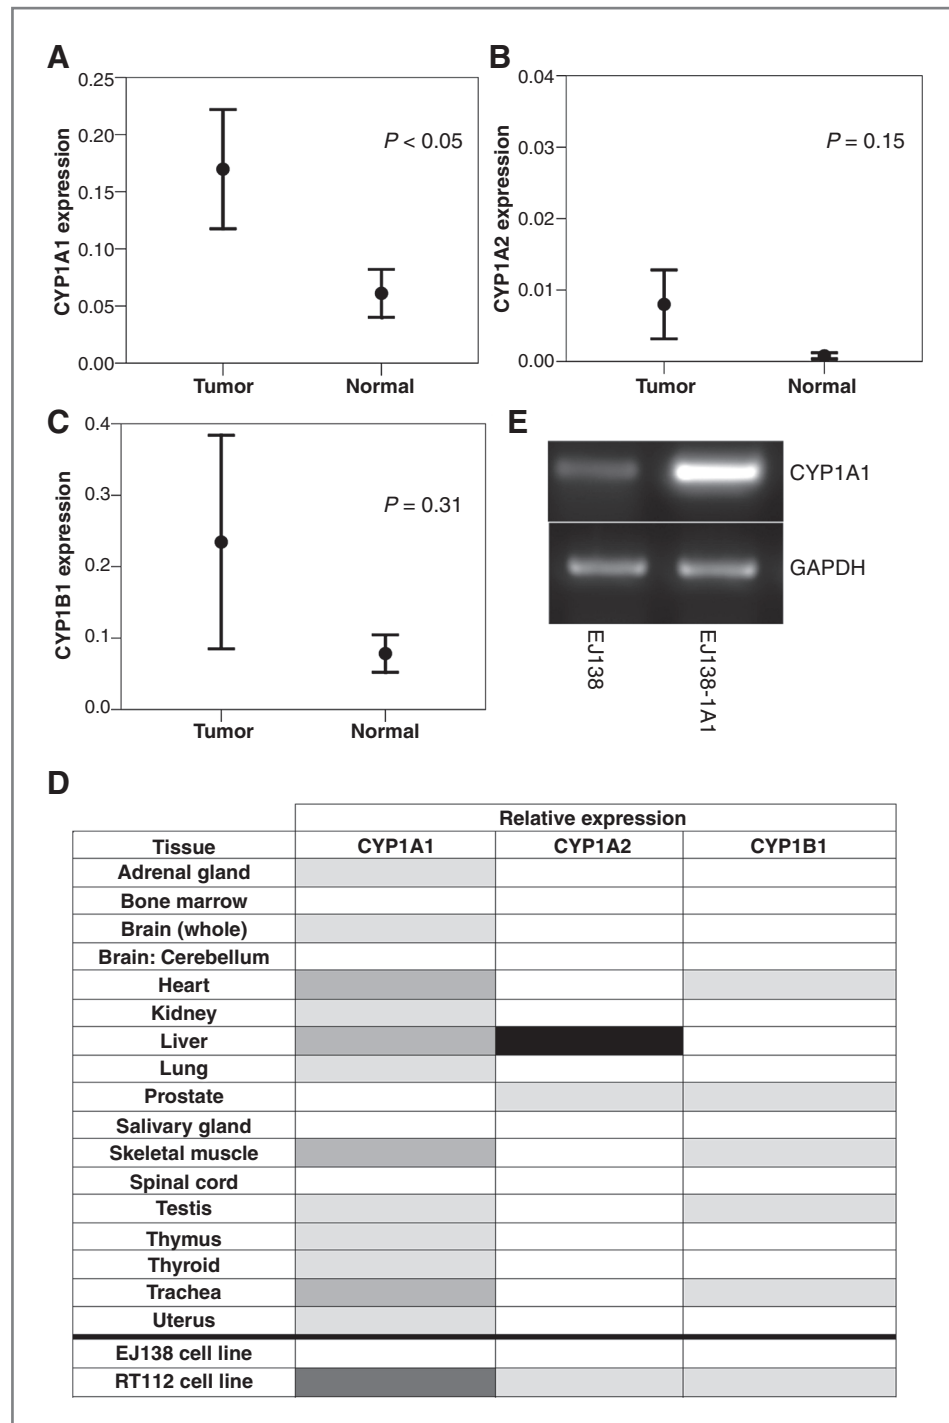 A
0.25
0.20
0.15
0.10
0.05
0.00
CYP1A1 expression
P < 0.05
Tumor Normal
B
0.04
0.03
0.02
0.01
0.00
CYP1A2 expression
P = 0.15
Tumor Normal
C
0.4
0.3
0.2
0.1
0.0
CYP1B1 expression
P = 0.31
Tumor Normal
E
CYP1A1
GAPDH
EJ138
EJ138-1A1
D
Relative expression
Tissue CYP1A1 CYP1A2 CYP1B1
Adrenal gland
Bone marrow
Brain (whole)
Brain: Cerebellum
Heart
Kidney
Liver
Lung
Prostate
Salivary gland
Skeletal muscle
Spinal cord
Testis
Thymus
Thyroid
Trachea
Uterus
EJ138 cell line
RT112 cell line